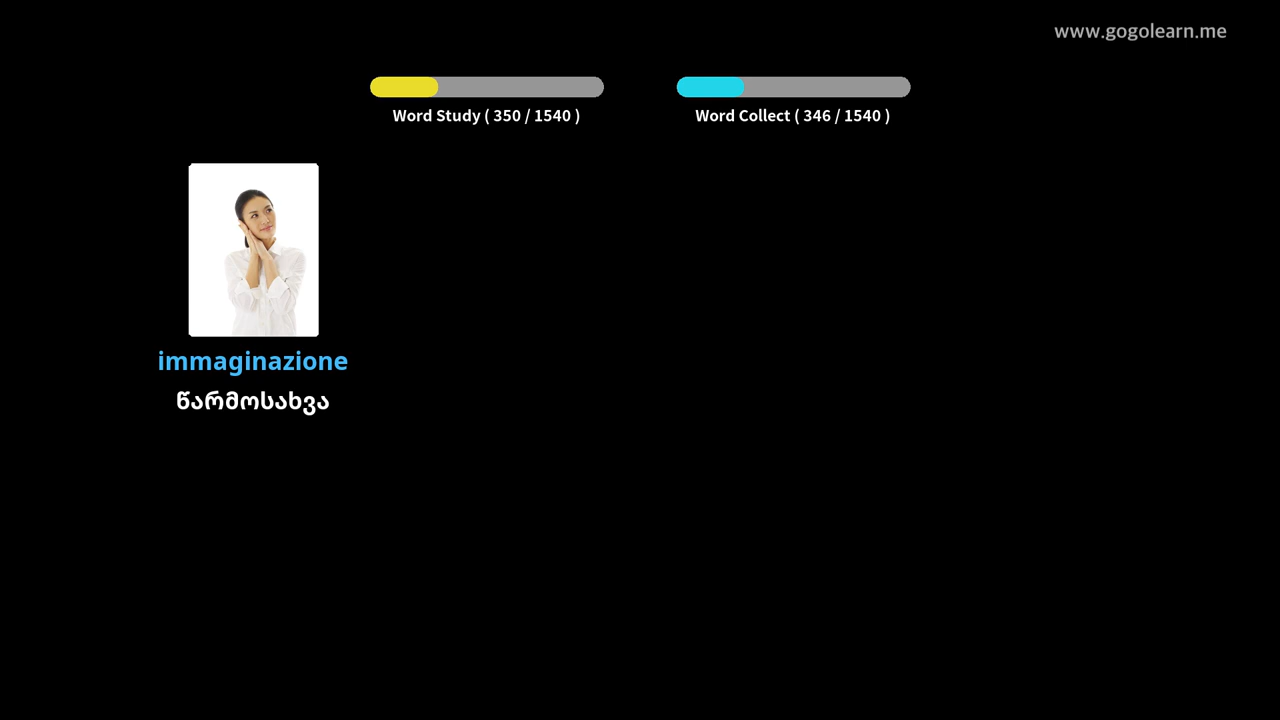 www.gogolearn.me
Word Study ( 350 / 1540 )
Word Collect ( 346 / 1540 )
immaginazione
წარმოსახვა